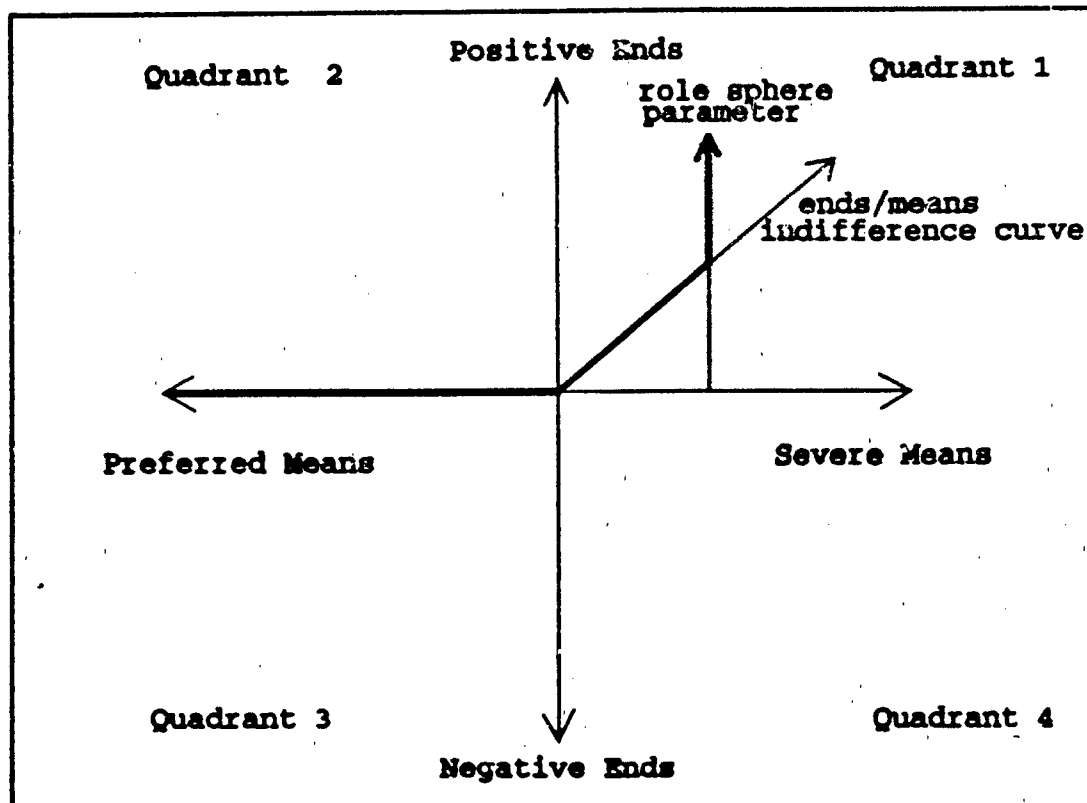 Positive Ends
Quadrant 2
Quadrant 1
role sphere
parameter
ends/means
indifference curve
Preferred Means
Severe Means
Quadrant 3
Quadrant 4
Negative Ends